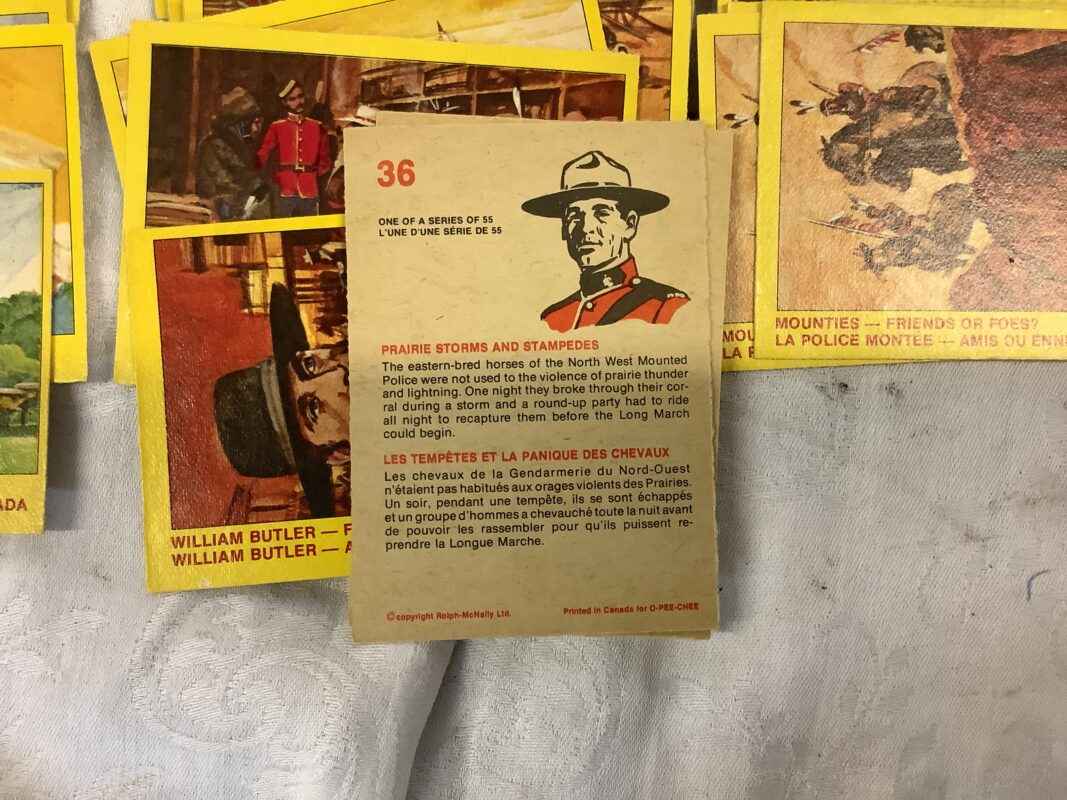 36
ONE OF A SERIES OF 55
L'UNE D'UNE SÉRIE DE 55
PRAIRIE STORMS AND STAMPEDES
The eastern-bred horses of the North West Mounted
Police were not used to the violence of prairie thunder
and lightning. One night they broke through their cor-
ral during a storm and a round-up party had to ride
all night to recapture them before the Long March
could begin.
LES TEMPÊTES ET LA PANIQUE DES CHEVAUX
Les chevaux de la Gendarmerie du Nord-Ouest
n'étaient pas habitués aux orages violents des Prairies.
Un soir, pendant une tempête, ils se sont échappés
et un groupe d'hommes a chevauché toute la nuit avant
de pouvoir les rassembler pour qu'ils puissent re-
prendre la Longue Marche.
© copyright Rolph-McNally Ltd.
Printed in Canada for O-PEE-CHEE
WILLIAM BUTLER — F
WILLIAM BUTLER — A
MOUNTIES — FRIENDS OR FOES?
LA POLICE MONTÉE — AMIS OU ENNE
MOU
LA P
ADA